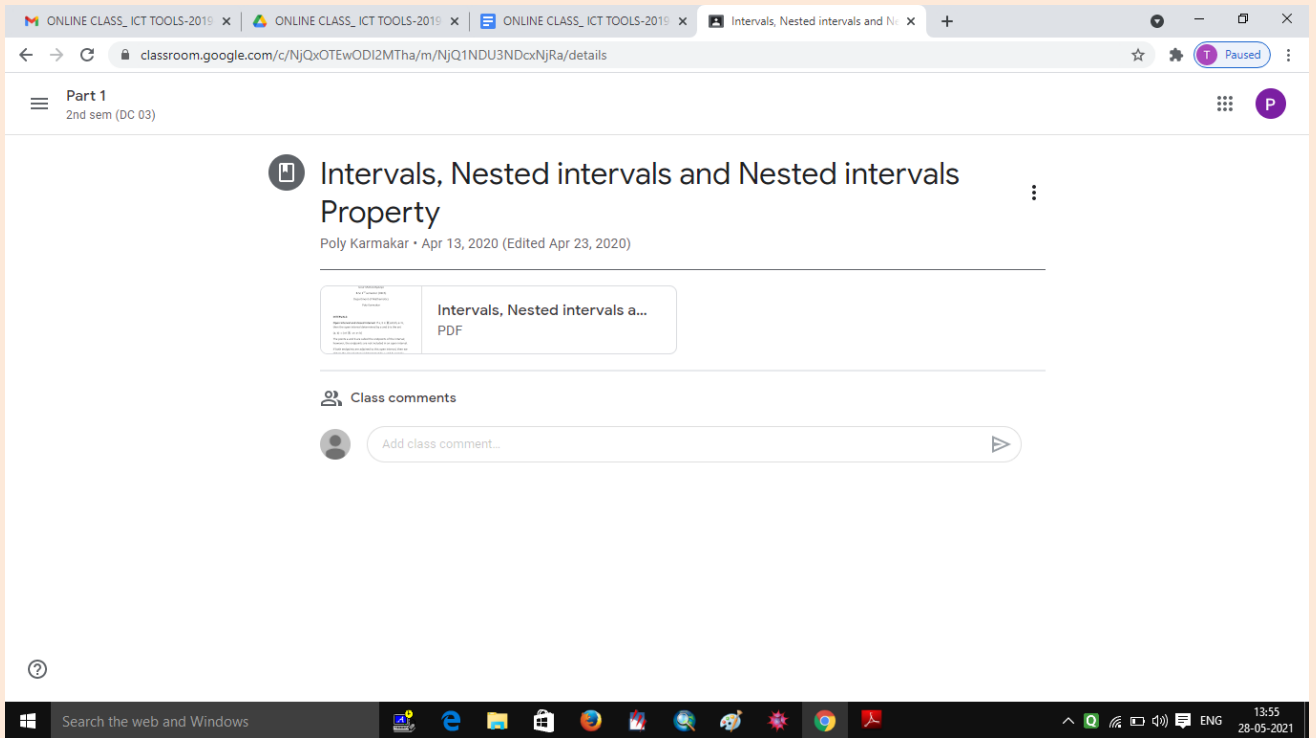 ONLINE CLASS_ ICT TOOLS-2019
ONLINE CLASS_ ICT TOOLS-2019
ONLINE CLASS_ ICT TOOLS-2019
Intervals, Nested intervals and Ne
classroom.google.com/c/NjQxOTEwODI2MTha/m/NjQ1NDU3NDcxNjRa/details
T Paused
Part 1
2nd sem (DC 03)
P
Intervals, Nested intervals and Nested intervals
Property
Poly Karmakar • Apr 13, 2020 (Edited Apr 23, 2020)
Intervals, Nested intervals a...
PDF
Class comments
Add class comment...
Search the web and Windows
ENG
13:55
28-05-2021